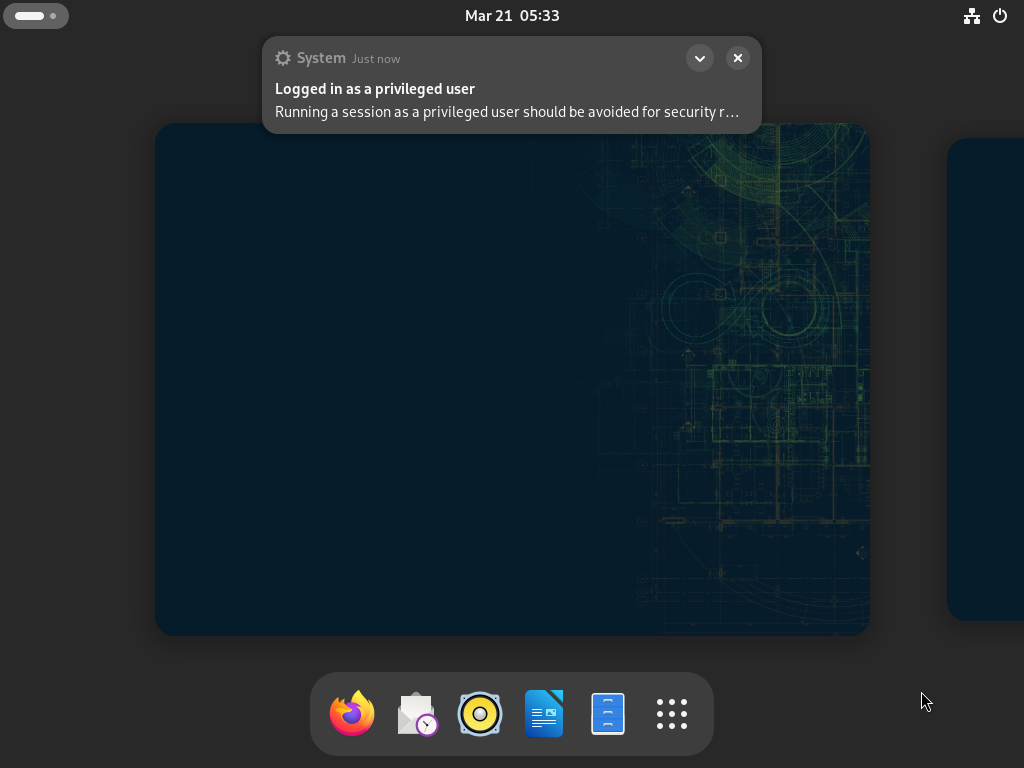 Mar 21 05:33
System Just now
Logged in as a privileged user
Running a session as a privileged user should be avoided for security r…